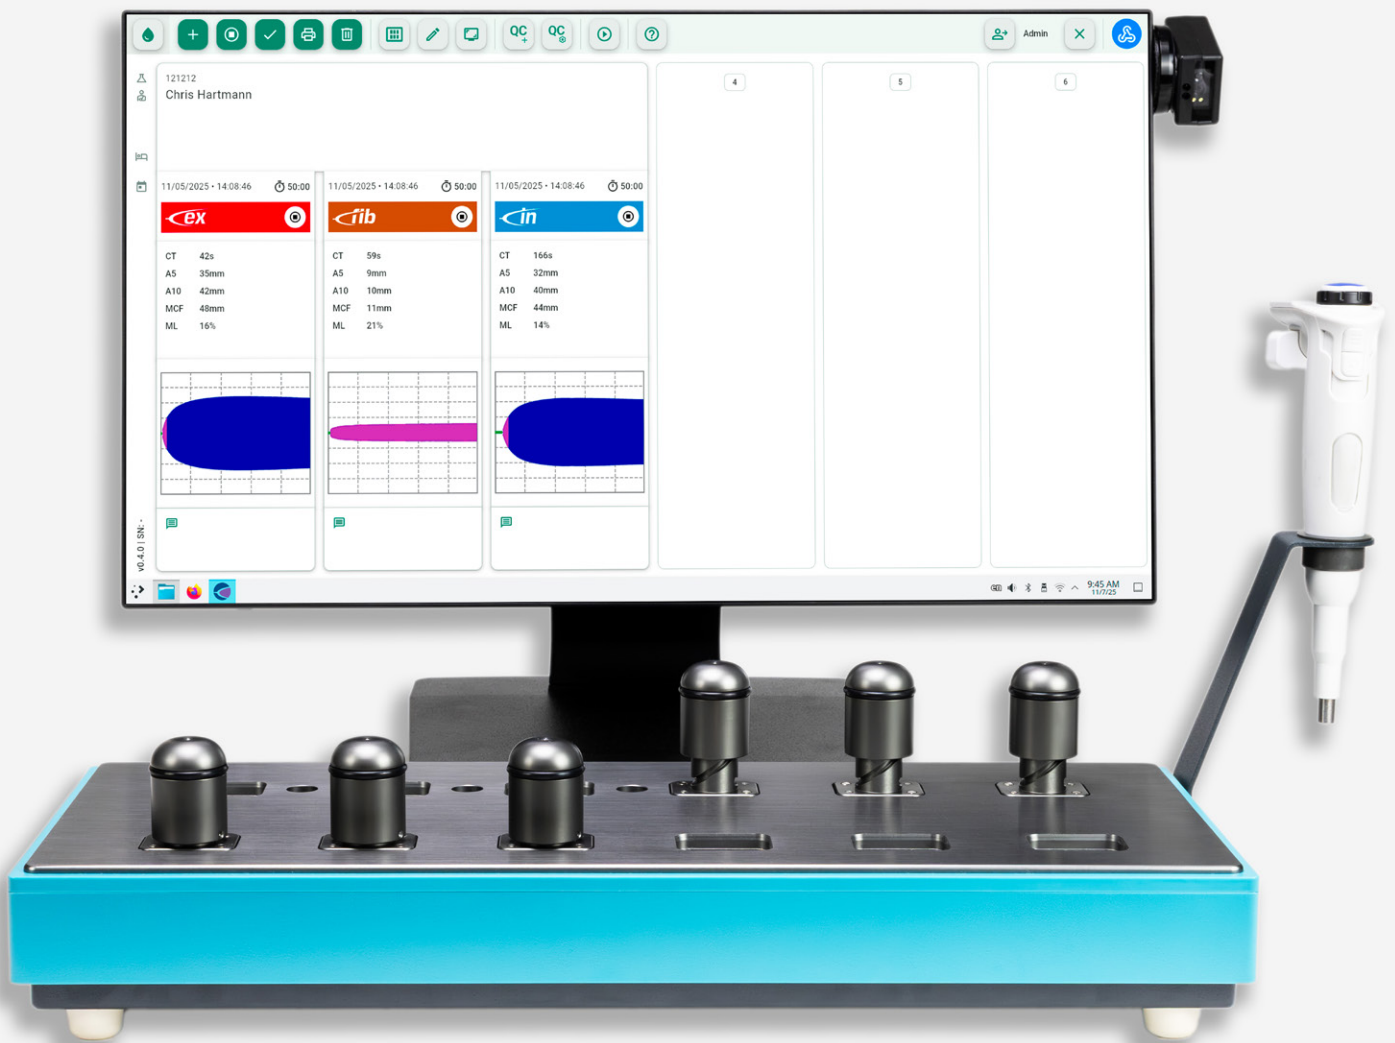 QC QC
Admin
121212
Chris Hartmann
11/05/2025 • 14:08:46 50:00
ex
CT 42s
A5 35mm
A10 42mm
MCF 48mm
ML 16%
11/05/2025 • 14:08:46 50:00
fib
CT 59s
A5 9mm
A10 10mm
MCF 11mm
ML 21%
11/05/2025 • 14:08:46 50:00
in
CT 166s
A5 32mm
A10 40mm
MCF 44mm
ML 14%
4
5
6
v0.4.0 | SN: -
9:45 AM
11/7/25